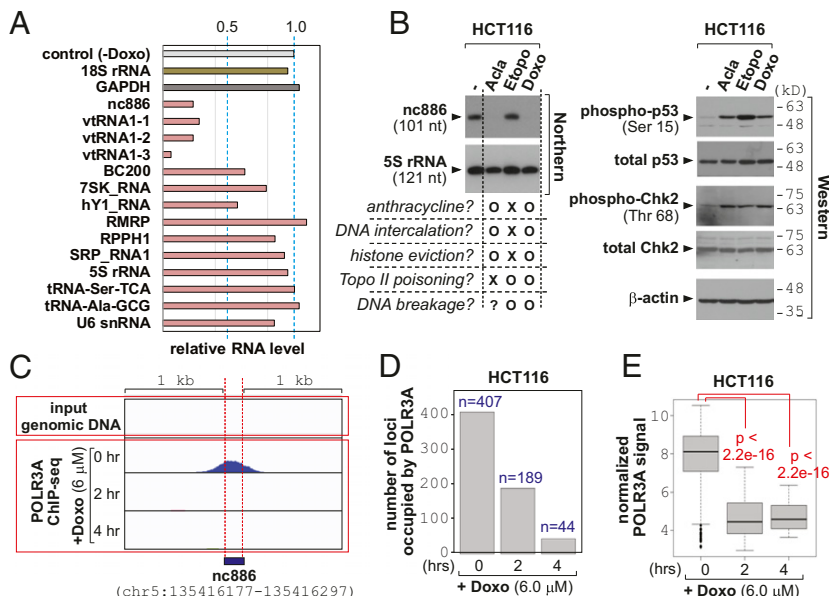 A
0.5 1.0
control (-Doxo)
18S rRNA
GAPDH
nc886
vtRNA1-1
vtRNA1-2
vtRNA1-3
BC200
7SK_RNA
hY1_RNA
RMRP
RPPH1
SRP_RNA1
5S rRNA
tRNA-Ser-TCA
tRNA-Ala-GCG
U6 snRNA
relative RNA level
B
HCT116
- Acla Etopo Doxo
nc886
(101 nt)
5S rRNA
(121 nt)
Northern
anthracycline? O X O
DNA intercalation? O X O
histone eviction? O X O
Topo II poisoning? X O O
DNA breakage? ? O O
HCT116
- Acla Etopo Doxo
(kD)
phospho-p53
(Ser 15)
-63
-48
total p53
-63
-48
phospho-Chk2
(Thr 68)
-75
-63
total Chk2
-75
-63
β-actin
-48
-35
Western
C
1 kb 1 kb
input
genomic DNA
POLR3A
ChIP-seq
+Doxo (6 μM)
0 hr
2 hr
4 hr
nc886
(chr5:135416177-135416297)
D
HCT116
number of loci
occupied by POLR3A
400
300
200
100
0
n=407
n=189
n=44
(hrs) 0 2 4
+ Doxo (6.0 μM)
E
HCT116
normalized
POLR3A signal
10
8
6
4
p <
2.2e-16
p <
2.2e-16
0 2 4
(hrs)
+ Doxo (6.0 μM)